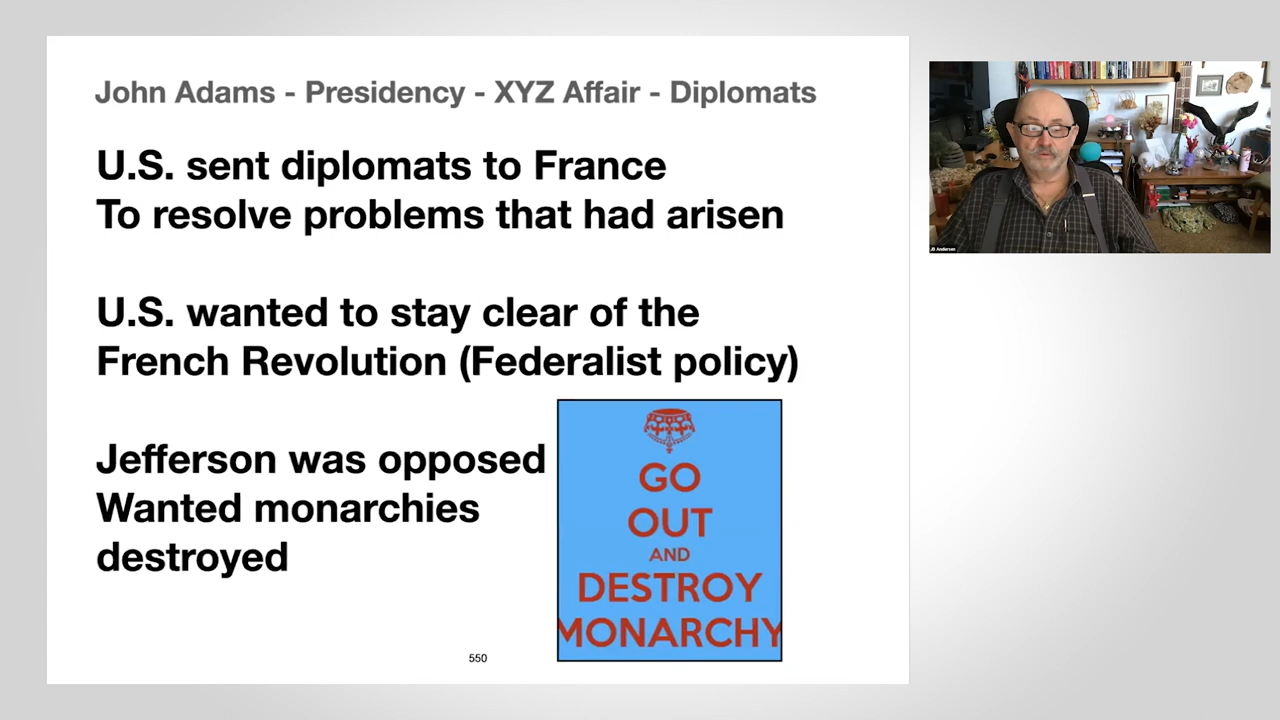 John Adams - Presidency - XYZ Affair - Diplomats
U.S. sent diplomats to France
To resolve problems that had arisen
U.S. wanted to stay clear of the
French Revolution (Federalist policy)
Jefferson was opposed
Wanted monarchies
destroyed
GO
OUT
AND
DESTROY
MONARCHY
550
JB Andersen